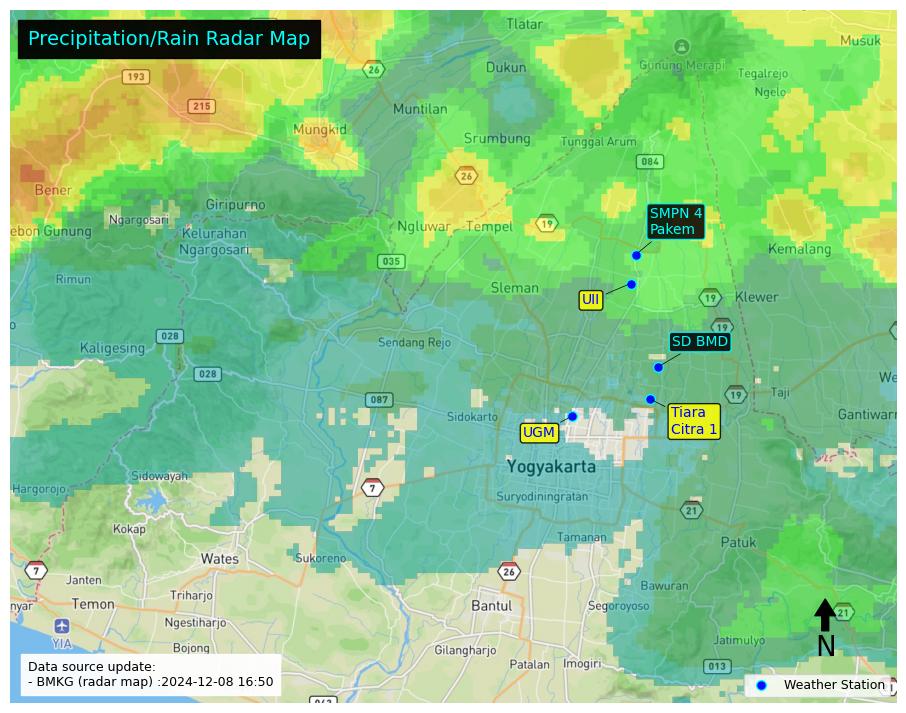 Precipitation/Rain Radar Map
Tlatar
Musuk
26
Gunung Merapi
Dukun
Tegalrejo
193
Ngelo
215
Muntilan
Mungkid
Srumbung
Tunggal Arum
084
26
Bener
Giripurno
Ngargosari
SMPN 4
Pakem
Ngluwar
Tempel
19
ebon Gunung
Kelurahan
Ngargosari
Kemalang
035
Rimun
Sleman
UII
19
Klewer
19
028
Sendang Rejo
SD BMD
Kaligesing
028
We
087
19
Taji
Sidokarto
Tiara
Citra 1
Gantiwarn
UGM
Yogyakarta
Sidowayah
Hargorojo
7
Suryodiningratan
21
Kokap
Tamanan
Patuk
Wates
Sukoreno
7
26
Janten
Bawuran
Triharjo
nyar
Temon
Bantul
Segoroyoso
21
Ngestiharjo
YIA
N
Bojong
Gilangharjo
Jatimulyo
Patalan
Imogiri
013
Data source update:
- BMKG (radar map) :2024-12-08 16:50
Weather Station